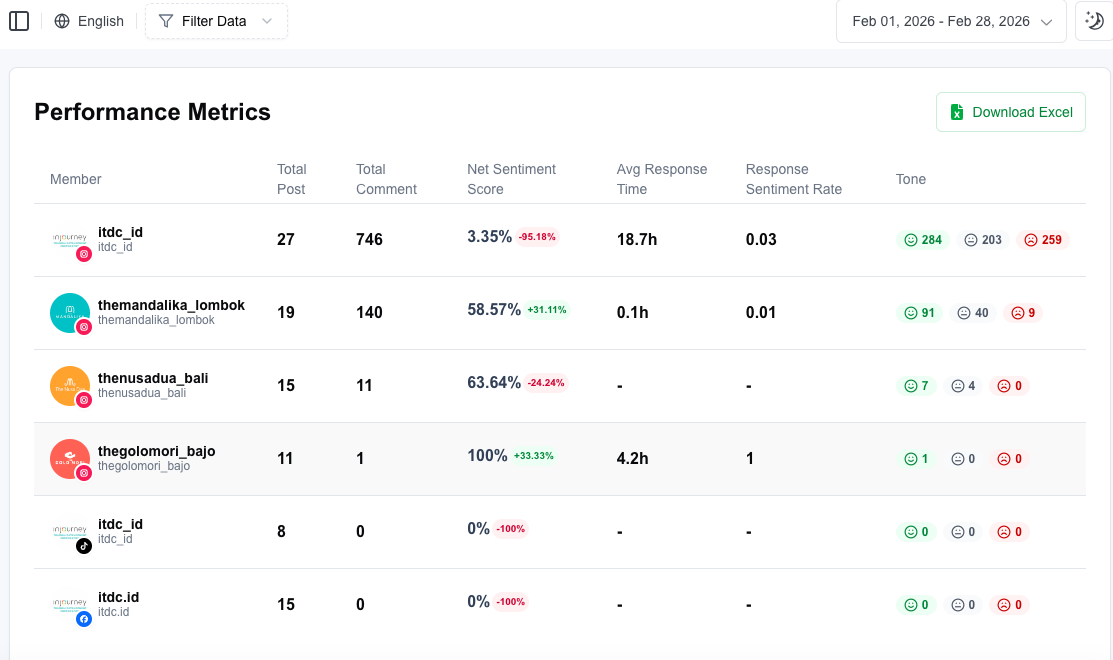 English
Filter Data
Feb 01, 2026 - Feb 28, 2026
Performance Metrics
Download Excel
Member
Total Post
Total Comment
Net Sentiment Score
Avg Response Time
Response Sentiment Rate
Tone
itdc_id
itdc_id
27
746
3.35% -95.18%
18.7h
0.03
284 203 259
themandalika_lombok
themandalika_lombok
19
140
58.57% +31.11%
0.1h
0.01
91 40 9
thenusadua_bali
thenusadua_bali
15
11
63.64% -24.24%
-
-
7 4 0
thegolomori_bajo
thegolomori_bajo
11
1
100% +33.33%
4.2h
1
1 0 0
itdc_id
itdc_id
8
0
0% -100%
-
-
0 0 0
itdc.id
itdc.id
15
0
0% -100%
-
-
0 0 0